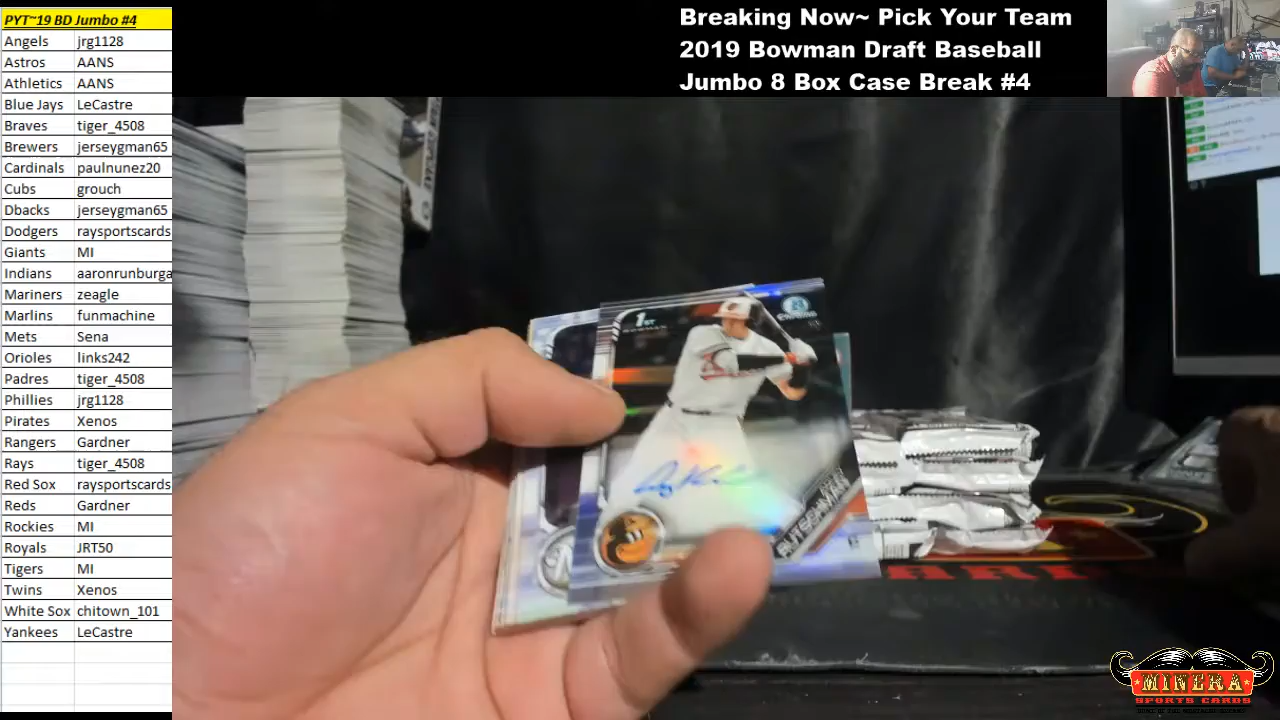 PYT~19 BD Jumbo #4
Angels jrg1128
Astros AANS
Athletics AANS
Blue Jays LeCastre
Braves tiger_4508
Brewers jerseygman65
Cardinals paulnunez20
Cubs grouch
Dbacks jerseygman65
Dodgers raysportscards
Giants MI
Indians aaronrunburga
Mariners zeagle
Marlins funmachine
Mets Sena
Orioles links242
Padres tiger_4508
Phillies jrg1128
Pirates Xenos
Rangers Gardner
Rays tiger_4508
Red Sox raysportscards
Reds Gardner
Rockies MI
Royals JRT50
Tigers MI
Twins Xenos
White Sox chitown_101
Yankees LeCastre
Breaking Now~ Pick Your Team
2019 Bowman Draft Baseball
Jumbo 8 Box Case Break #4
1ST
BOWMAN
RUTSCHMAN
MINERA
SPORTS CARDS